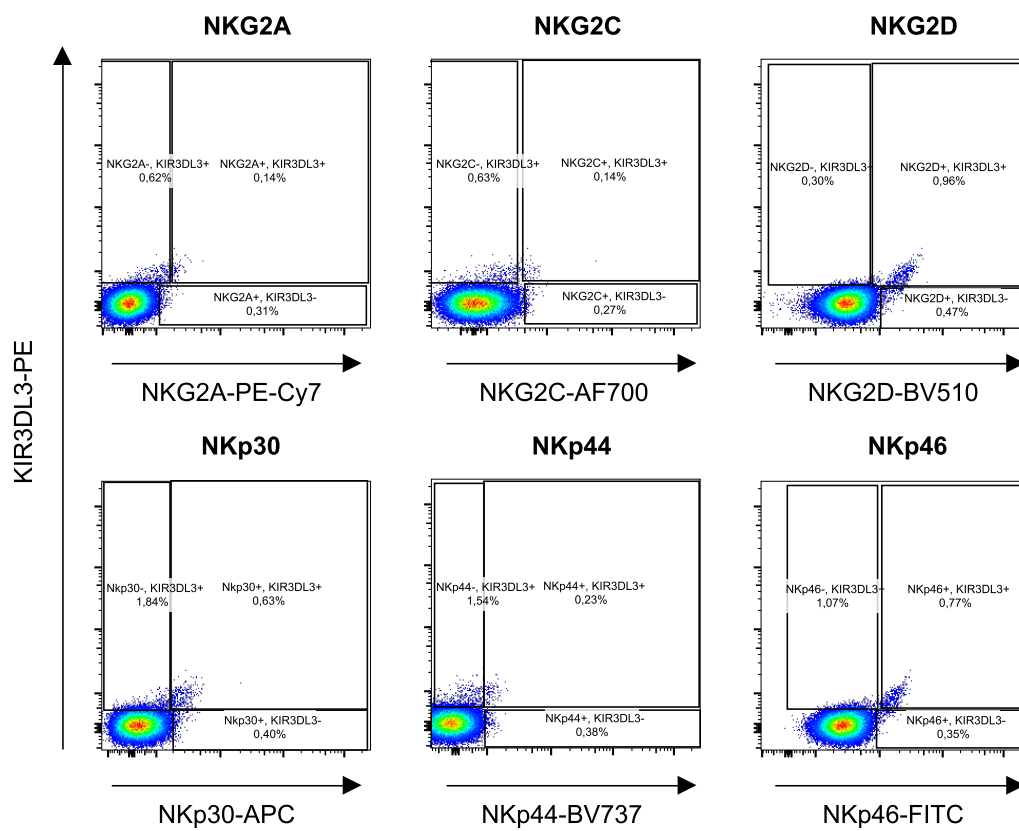 NKG2A
NKG2C
NKG2D
NKG2A-, KIR3DL3+
0,62%
NKG2A+, KIR3DL3+
0,14%
NKG2C-, KIR3DL3+
0,63%
NKG2C+, KIR3DL3+
0,14%
NKG2D-, KIR3DL3+
0,30%
NKG2D+, KIR3DL3+
0,96%
NKG2A+, KIR3DL3-
0,31%
NKG2C+, KIR3DL3-
0,27%
NKG2D+, KIR3DL3-
0,47%
NKG2A-PE-Cy7
NKG2C-AF700
NKG2D-BV510
KIR3DL3-PE
NKp30
NKp44
NKp46
Nkp30-, KIR3DL3+
1,84%
Nkp30+, KIR3DL3+
0,63%
NKp44-, KIR3DL3+
1,54%
NKp44+, KIR3DL3+
0,23%
NKp46-, KIR3DL3+
1,07%
NKp46+, KIR3DL3+
0,77%
Nkp30+, KIR3DL3-
0,40%
NKp44+, KIR3DL3-
0,38%
NKp46+, KIR3DL3-
0,35%
NKp30-APC
NKp44-BV737
NKp46-FITC